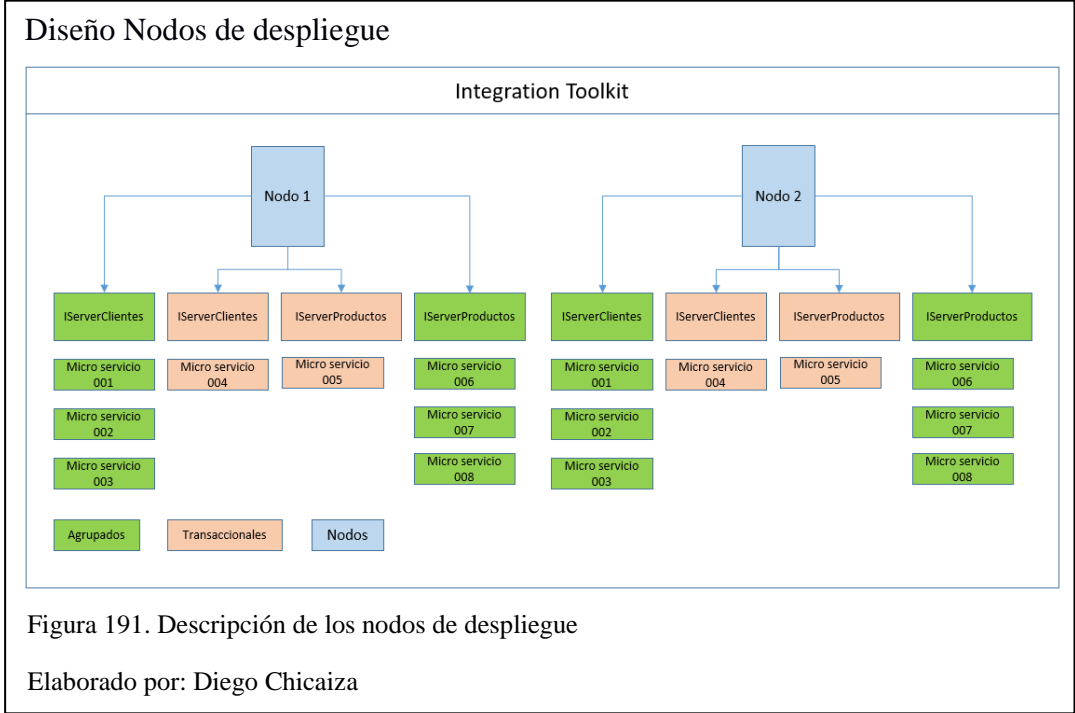 Diseño Nodos de despliegue
Integration Toolkit
Nodo 1
Nodo 2
IServerClientes
IServerClientes
IServerProductos
IServerProductos
IServerClientes
IServerClientes
IServerProductos
IServerProductos
Micro servicio
001
Micro servicio
004
Micro servicio
005
Micro servicio
006
Micro servicio
001
Micro servicio
004
Micro servicio
005
Micro servicio
006
Micro servicio
002
Micro servicio
007
Micro servicio
002
Micro servicio
007
Micro servicio
003
Micro servicio
008
Micro servicio
003
Micro servicio
008
Agrupados
Transaccionales
Nodos
Figura 191. Descripción de los nodos de despliegue
Elaborado por: Diego Chicaiza